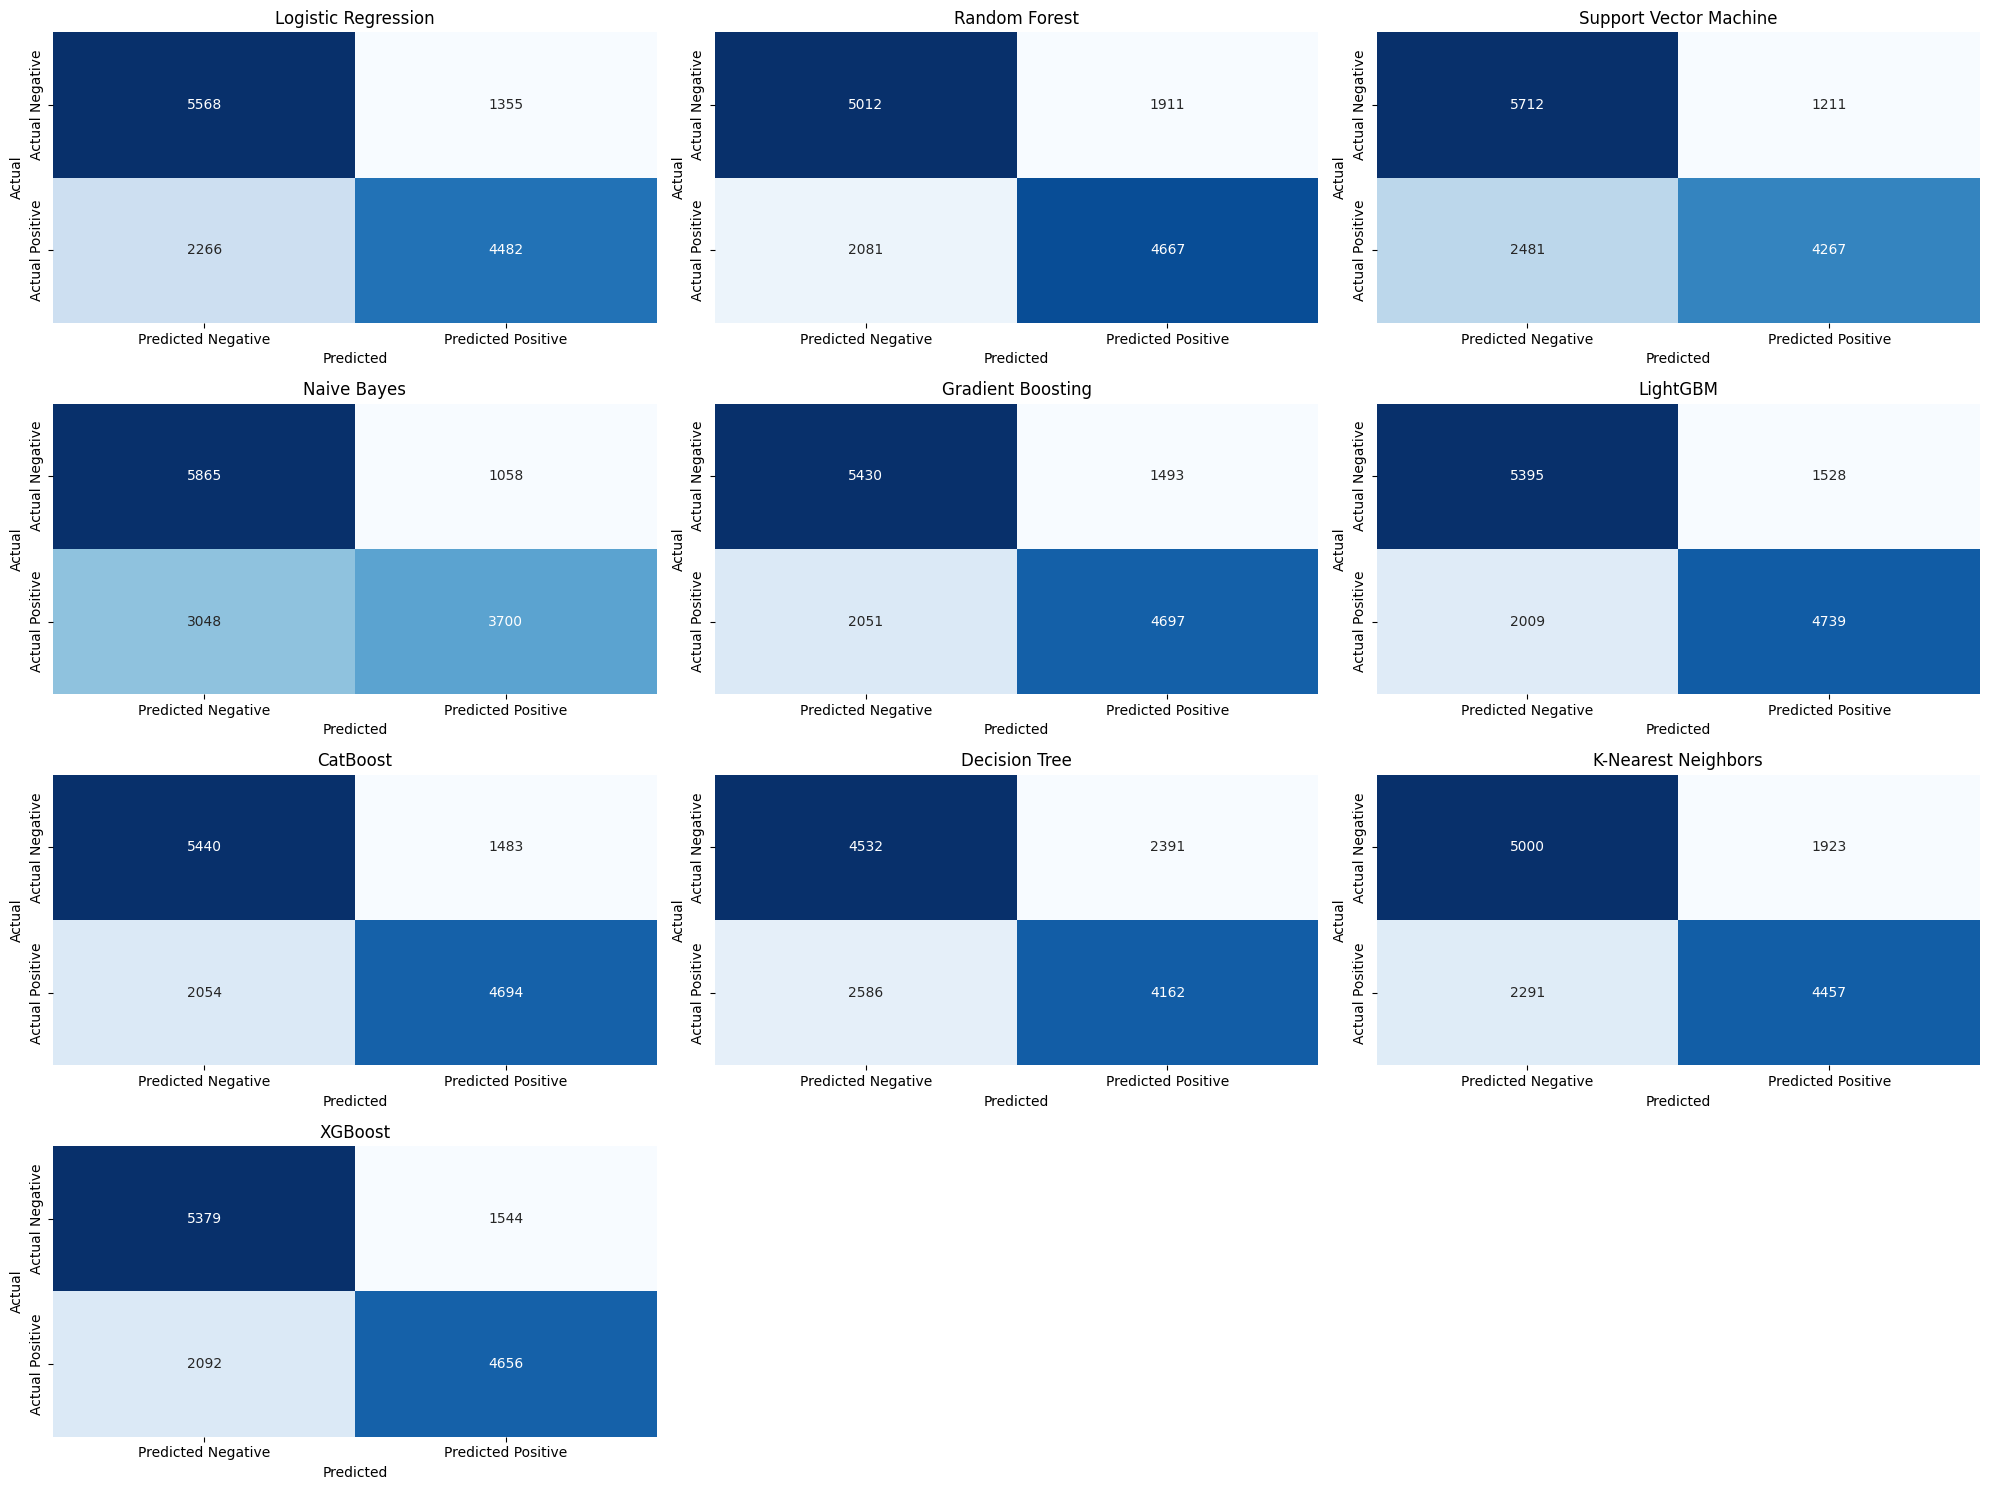 Logistic Regression
Actual
Actual Negative
Actual Positive
5568 1355
2266 4482
Predicted Negative Predicted Positive
Predicted
Random Forest
Actual
Actual Negative
Actual Positive
5012 1911
2081 4667
Predicted Negative Predicted Positive
Predicted
Support Vector Machine
Actual
Actual Negative
Actual Positive
5712 1211
2481 4267
Predicted Negative Predicted Positive
Predicted
Naive Bayes
Actual
Actual Negative
Actual Positive
5865 1058
3048 3700
Predicted Negative Predicted Positive
Predicted
Gradient Boosting
Actual
Actual Negative
Actual Positive
5430 1493
2051 4697
Predicted Negative Predicted Positive
Predicted
LightGBM
Actual
Actual Negative
Actual Positive
5395 1528
2009 4739
Predicted Negative Predicted Positive
Predicted
CatBoost
Actual
Actual Negative
Actual Positive
5440 1483
2054 4694
Predicted Negative Predicted Positive
Predicted
Decision Tree
Actual
Actual Negative
Actual Positive
4532 2391
2586 4162
Predicted Negative Predicted Positive
Predicted
K-Nearest Neighbors
Actual
Actual Negative
Actual Positive
5000 1923
2291 4457
Predicted Negative Predicted Positive
Predicted
XGBoost
Actual
Actual Negative
Actual Positive
5379 1544
2092 4656
Predicted Negative Predicted Positive
Predicted